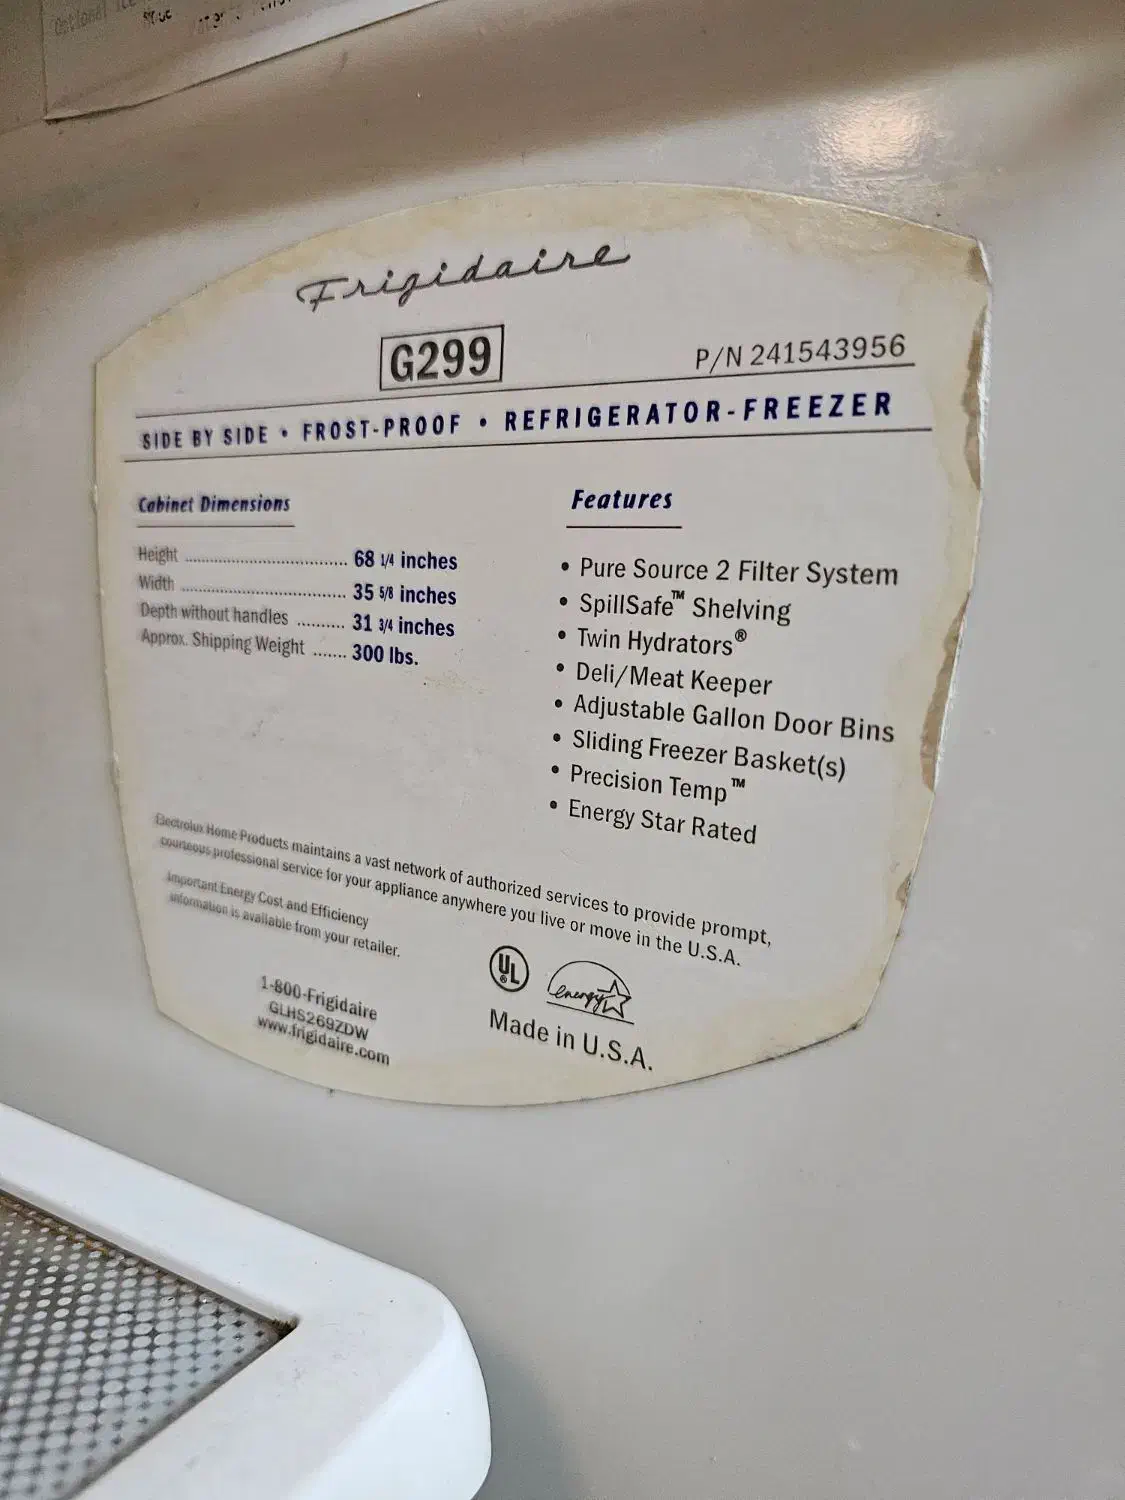 Optional Ice
Frigidaire
G299
P/N 241543956
SIDE BY SIDE • FROST-PROOF • REFRIGERATOR-FREEZER
Cabinet Dimensions
Height ........................................ 68 1/4 inches
Width ......................................... 35 5/8 inches
Depth without handles .......... 31 3/4 inches
Approx. Shipping Weight ....... 300 lbs.
Features
• Pure Source 2 Filter System
• SpillSafe™ Shelving
• Twin Hydrators®
• Deli/Meat Keeper
• Adjustable Gallon Door Bins
• Sliding Freezer Basket(s)
• Precision Temp™
• Energy Star Rated
Electrolux Home Products maintains a vast network of authorized services to provide prompt,
courteous professional service for your appliance anywhere you live or move in the U.S.A.
Important Energy Cost and Efficiency
information is available from your retailer.
1-800-Frigidaire
GLHS269ZDW
www.frigidaire.com
UL
energy
Made in U.S.A.